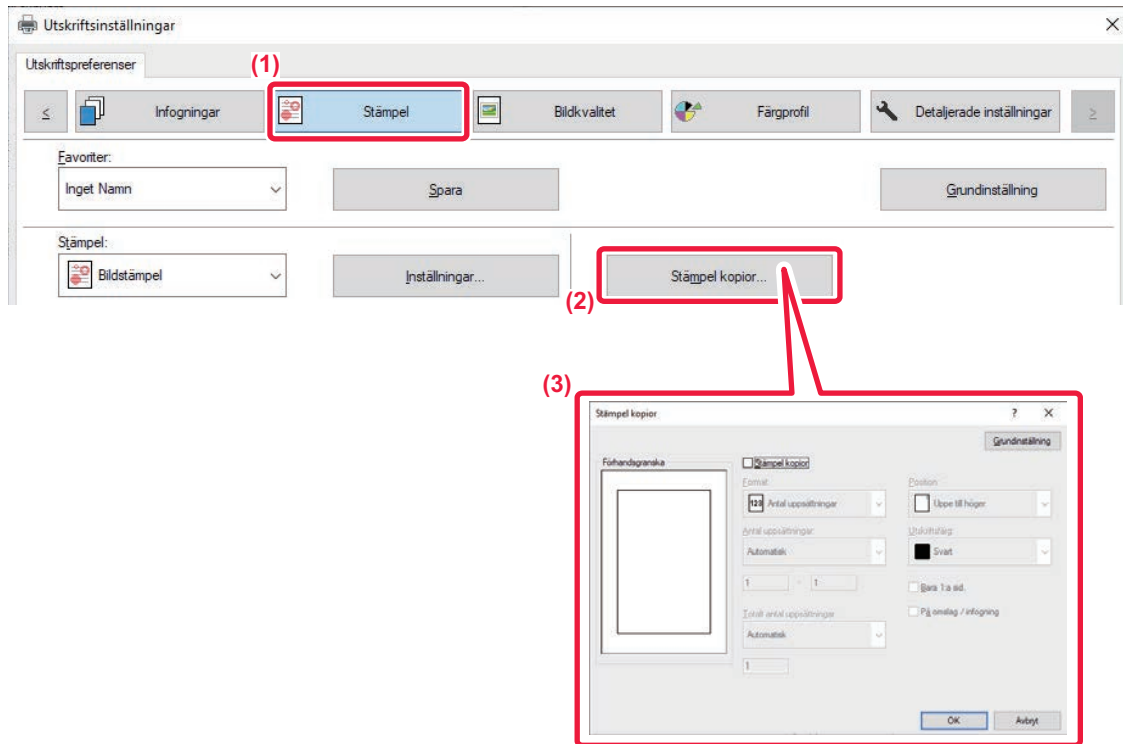 Utskriftsinställningar
Utskriftspreferenser
(1)
≤ Infogningar Stämpel Bildkvalitet Färgprofil Detaljerade inställningar ≥
Favoriter:
Inget Namn Spara Grundinställning
Stämpel:
Bildstämpel Inställningar... Stämpel kopior...
(2)
(3)
Stämpel kopior ?
Grundinställning
Förhandsgranska Stämpel kopior
Format: Position:
123 Antal uppsättningar Uppe till höger
Antal uppsättningar: Utskriftsfärg:
Automatisk Svart
1 - 1 Bara 1:a sid.
Totalt antal uppsättningar: På omslag / infogning
Automatisk
1
OK Avbryt